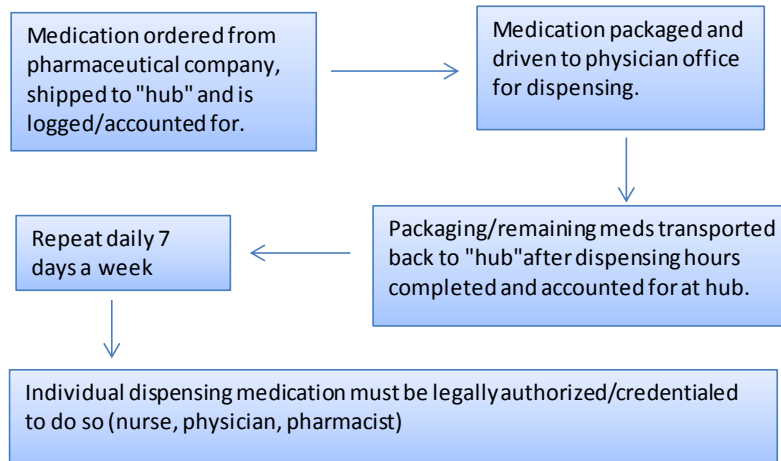 Medication ordered from
pharmaceutical company,
shipped to "hub" and is
logged/accounted for.
Medication packaged and
driven to physician office
for dispensing.
Packaging/remaining meds transported
back to "hub"after dispensing hours
completed and accounted for at hub.
Repeat daily 7
days a week
Individual dispensing medication must be legally authorized/credentialed
to do so (nurse, physician, pharmacist)